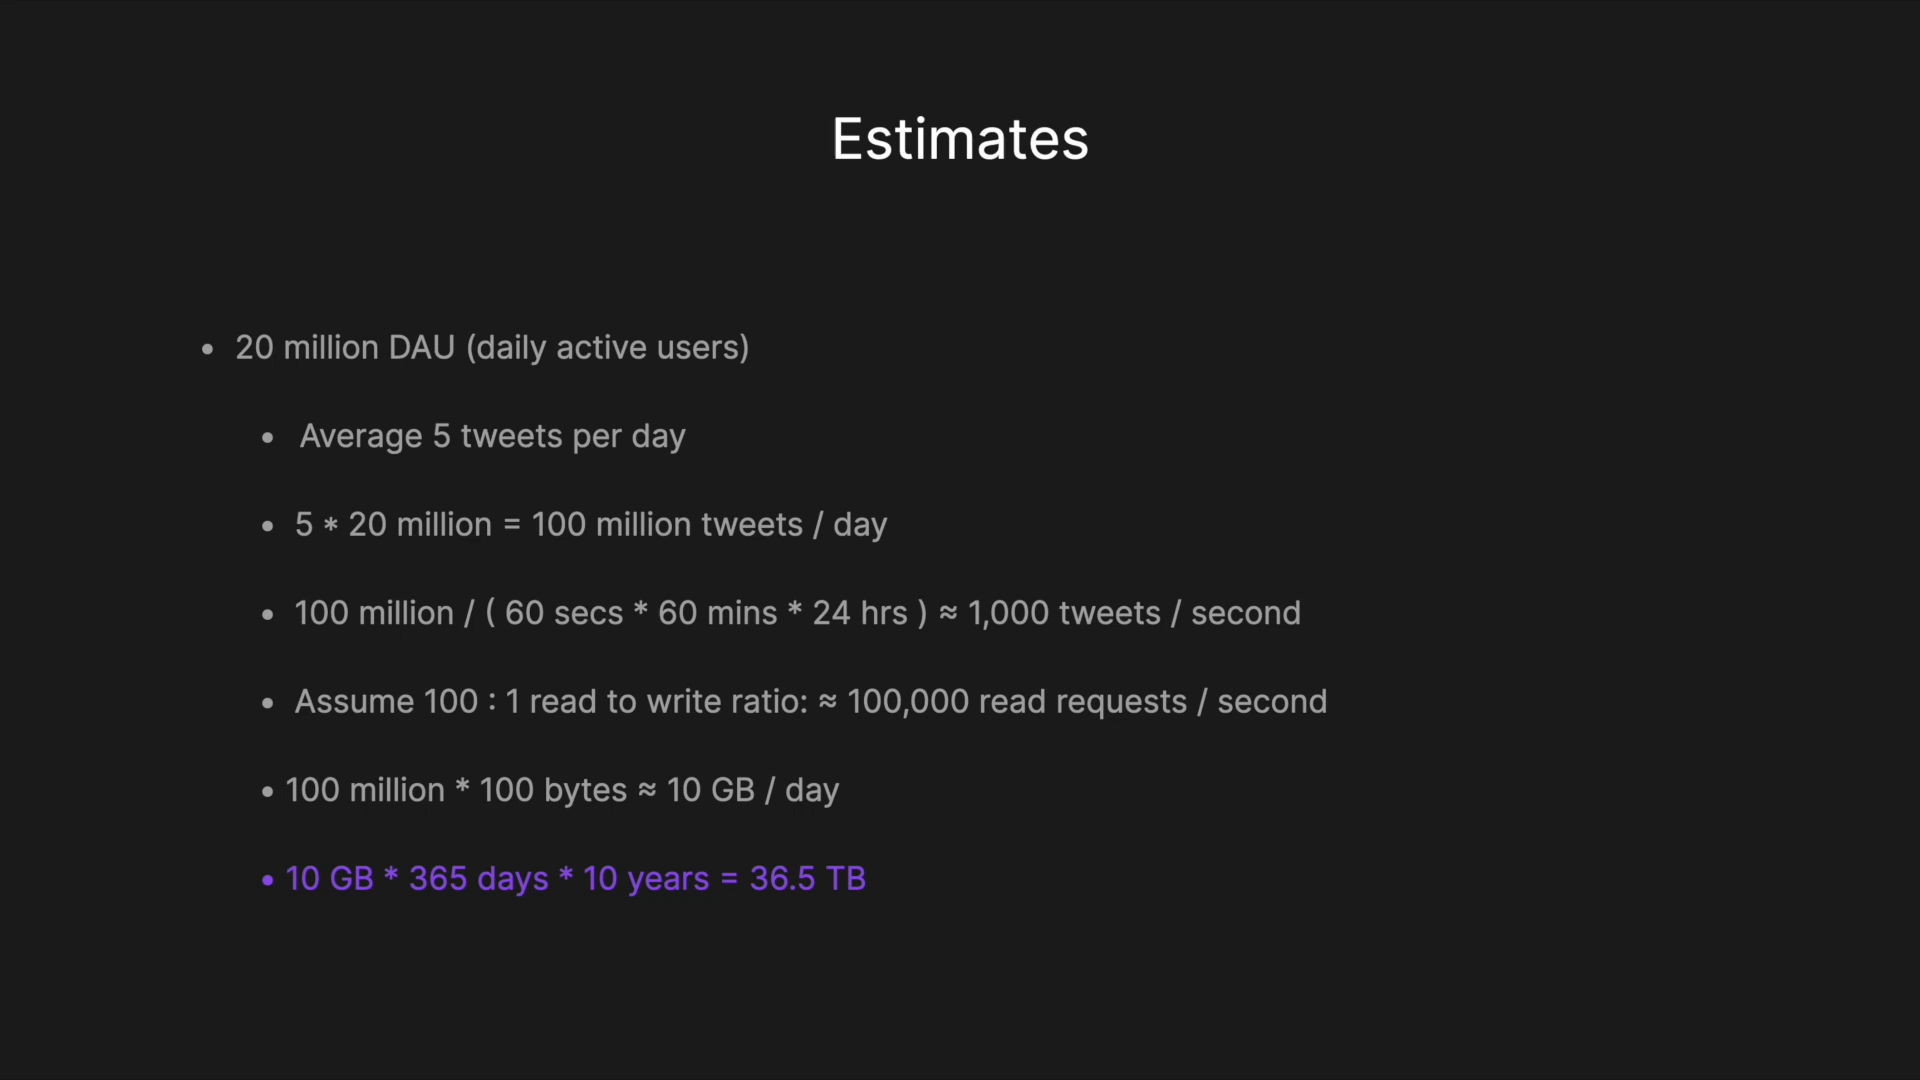 Estimates
• 20 million DAU (daily active users)
• Average 5 tweets per day
• 5 * 20 million = 100 million tweets / day
• 100 million / ( 60 secs * 60 mins * 24 hrs ) ≈ 1,000 tweets / second
• Assume 100 : 1 read to write ratio: ≈ 100,000 read requests / second
• 100 million * 100 bytes ≈ 10 GB / day
• 10 GB * 365 days * 10 years = 36.5 TB